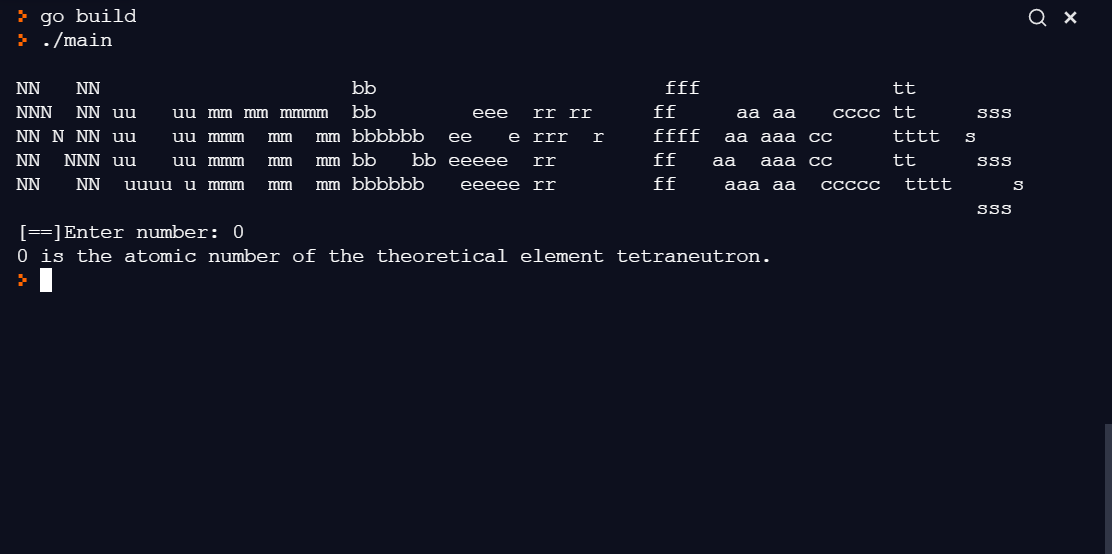 go build
./main
NN   NN                     bb                        fff                tt
NNN  NN uu   uu mm mm mmmm  bb        eee  rr rr     ff     aa aa   cccc tt     sss
NN N NN uu   uu mmm  mm  mm bbbbbb  ee   e rrr  r    ffff  aa aaa cc     tttt  s
NN  NNN uu   uu mmm  mm  mm bb   bb eeeee  rr        ff   aa  aaa cc     tt     sss
NN   NN  uuuu u mmm  mm  mm bbbbbb   eeeee rr        ff    aaa aa  ccccc  tttt     s
                                                                                sss
[==]Enter number: 0
0 is the atomic number of the theoretical element tetraneutron.